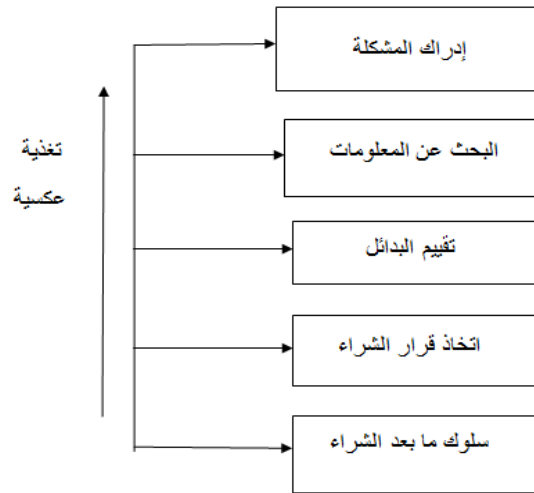 إدراك المشكلة
البحث عن المعلومات
تغذية
عكسية
تقييم البدائل
اتخاذ قرار الشراء
سلوك ما بعد الشراء